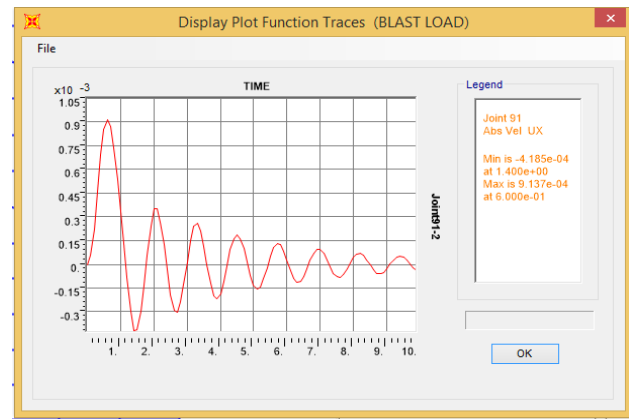 Display Plot Function Traces (BLAST LOAD)
File
x10 -3
TIME
Legend
1.05
0.9
0.75
0.6
0.45
0.3
0.15
0.
-0.15
-0.3
Joint91-2
Joint 91
Abs Vel UX
Min is -4.185e-04
at 1.400e+00
Max is 9.137e-04
at 6.000e-01
1. 2. 3. 4. 5. 6. 7. 8. 9. 10.
OK